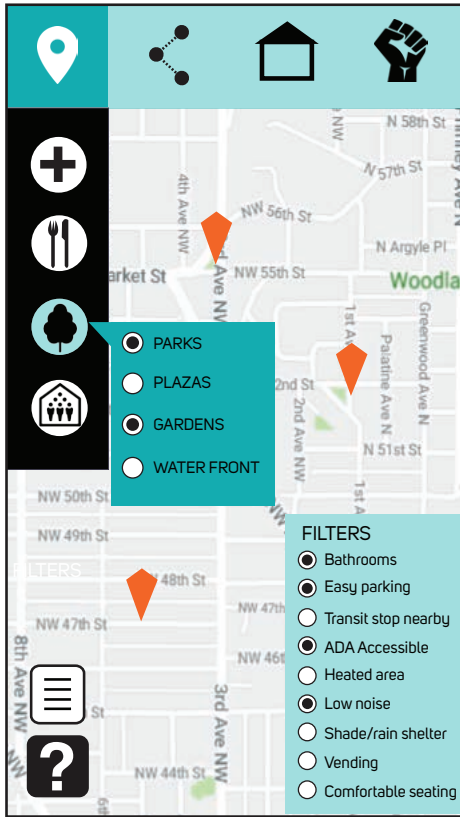 N 58th St
NW
4th Ave NW
N 57th St
NW 56th St
N Argyle Pl
arket St
Ave NW
NW 55th St
Woodla
PARKS
1st Av
Greenwood Ave N
Palatine Ave N
PLAZAS
2nd St
GARDENS
2nd Ave NW
N 51st St
WATER FRONT
1st A
NW 50th St
NW
FILTERS
NW 49th St
Bathrooms
FILTERS
48th St
Easy parking
NW 47th
Transit stop nearby
NW 47th St
8th Ave NW
ADA Accessible
NW 46t
Heated area
3rd Ave NW
Low noise
St
Shade/rain shelter
NW
?
Vending
NW 44th St
Comfortable seating